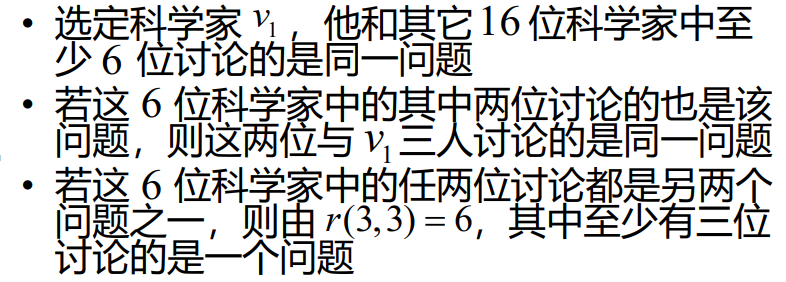 • 选定科学家 v₁ ，他和其它16位科学家中至
少 6 位讨论的是同一问题
• 若这 6 位科学家中的其中两位讨论的也是该
问题，则这两位与 v₁三人讨论的是同一问题
• 若这 6 位科学家中的任两位讨论都是另两个
问题之一，则由 r(3,3) = 6，其中至少有三位
讨论的是一个问题